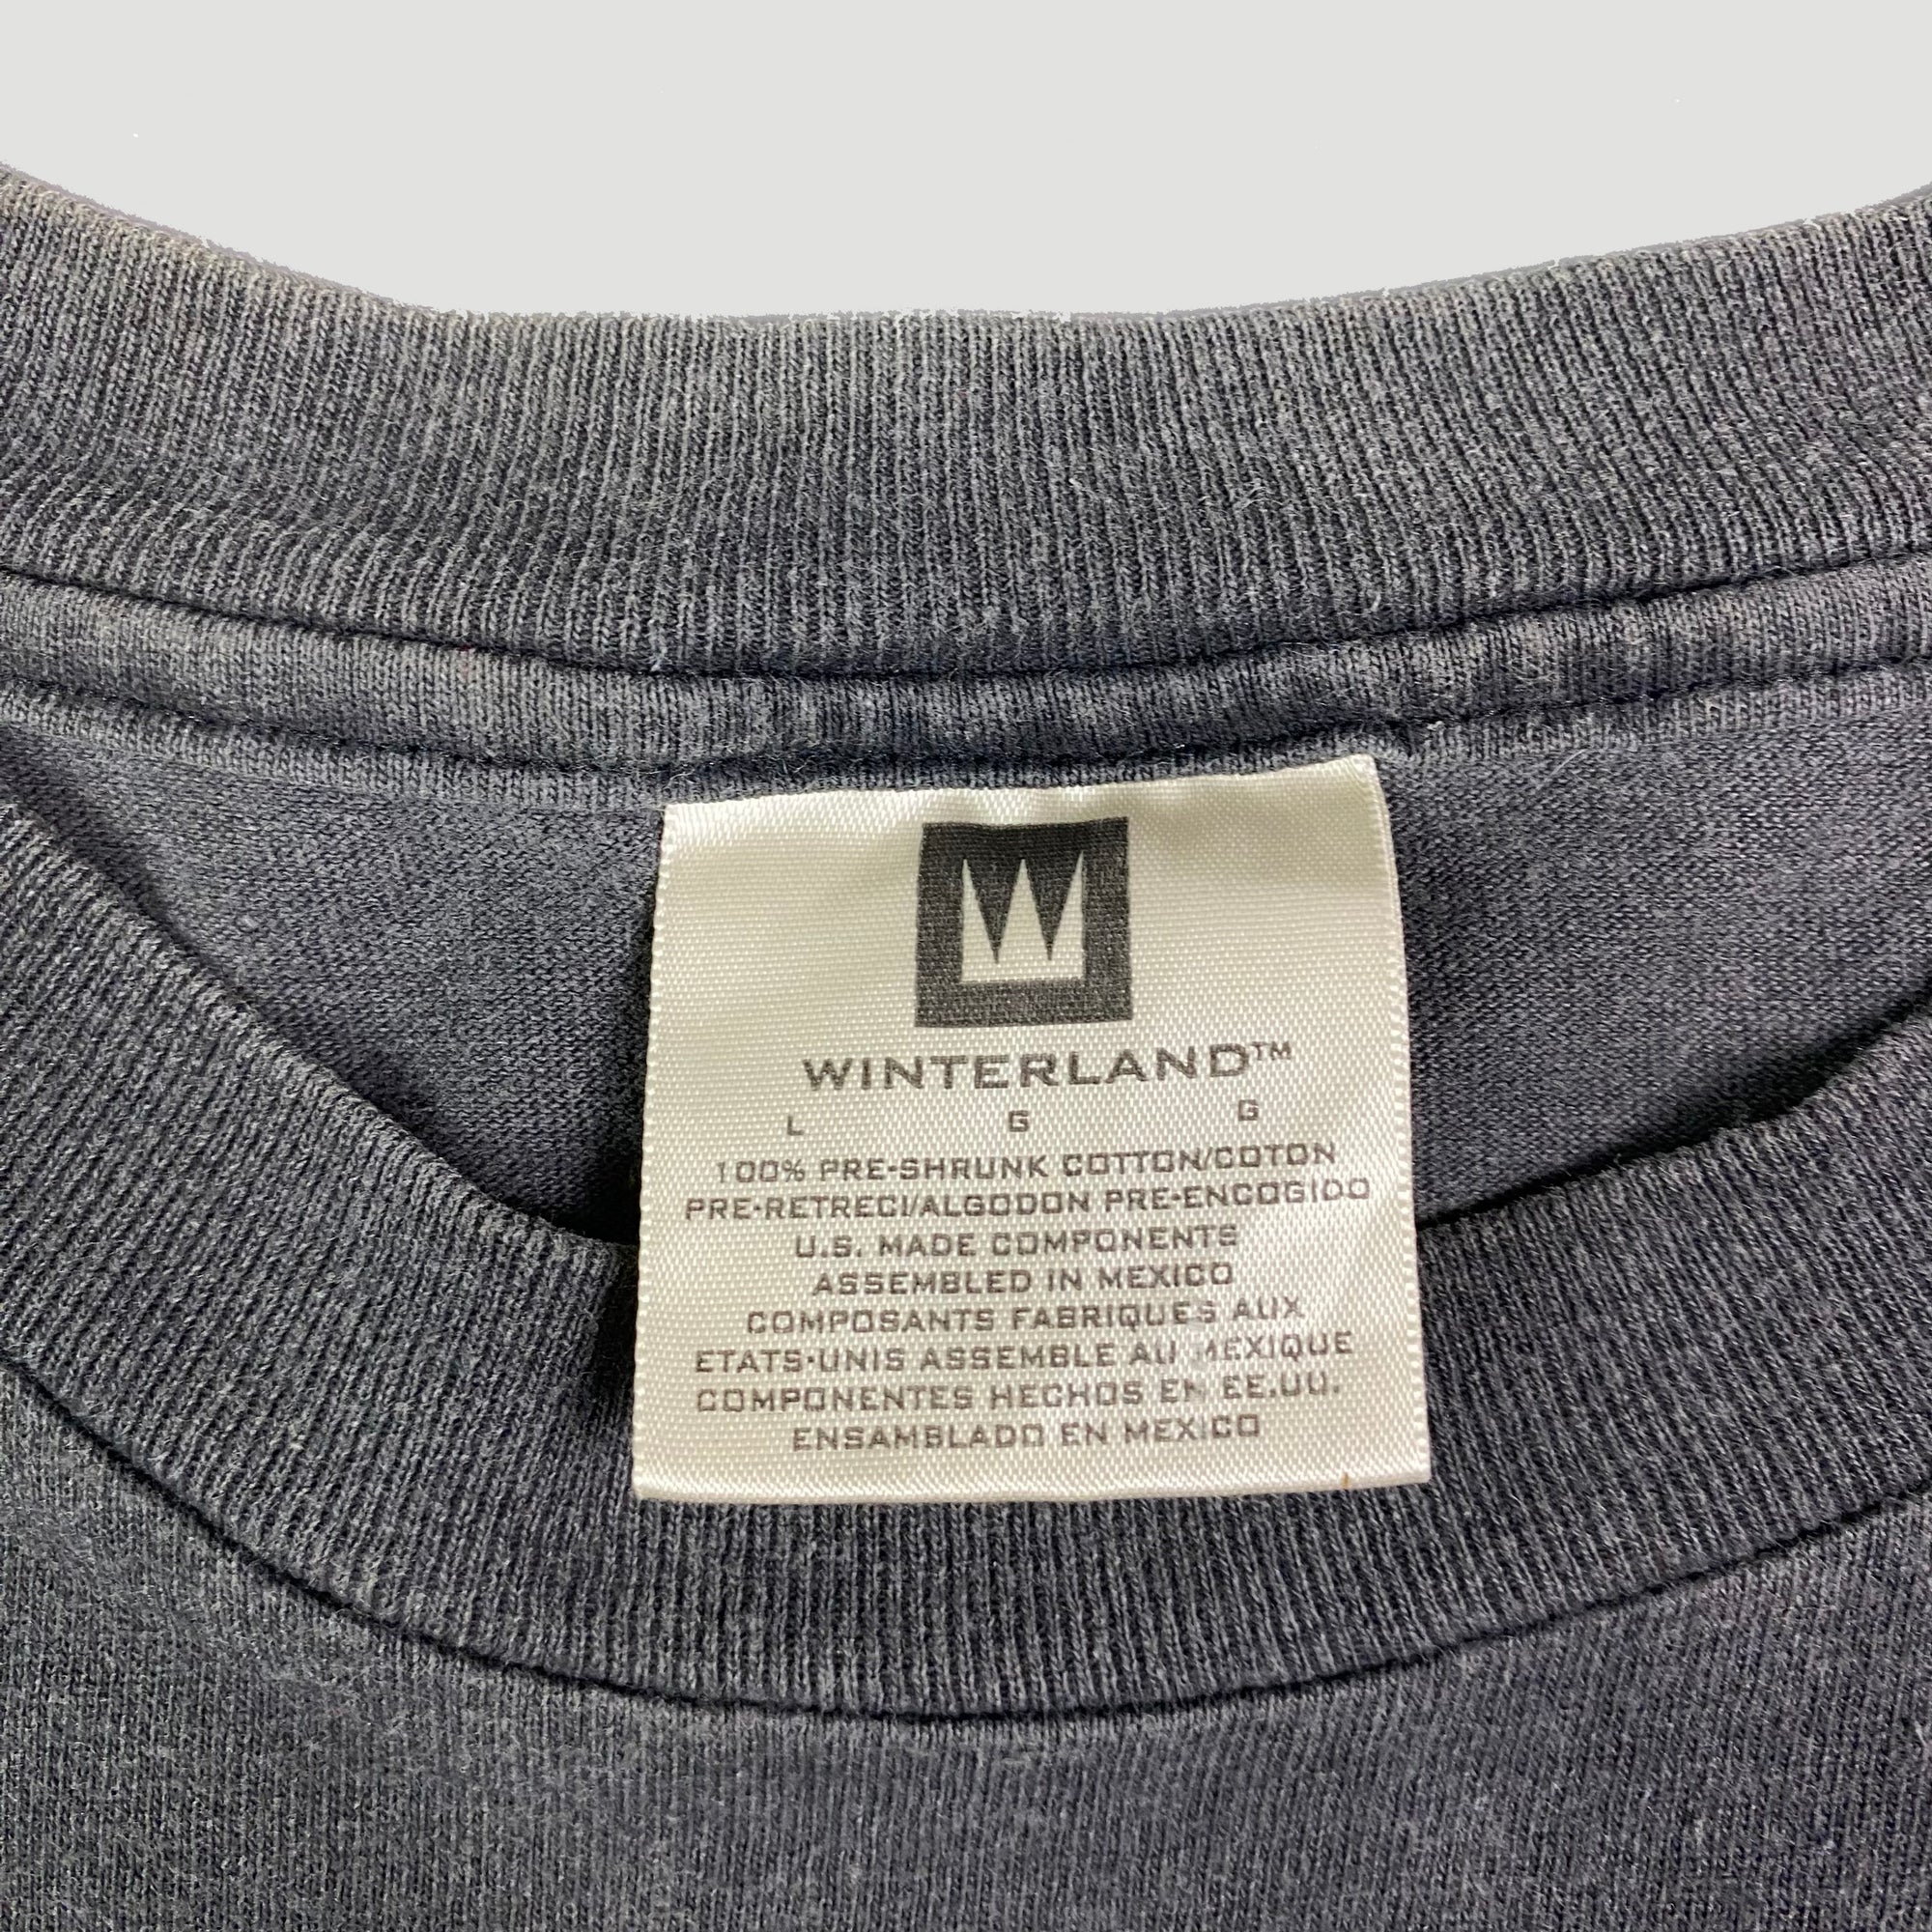 WINTERLAND™
L G G
100% PRE-SHRUNK COTTON/COTON
PRE-RETRECI/ALGODON PRE-ENCOGIDO
U.S. MADE COMPONENTS
ASSEMBLED IN MEXICO
COMPOSANTS FABRIQUES AUX
ETATS-UNIS ASSEMBLE AU MEXIQUE
COMPONENTES HECHOS EN EE.UU.
ENSAMBLADO EN MEXICO